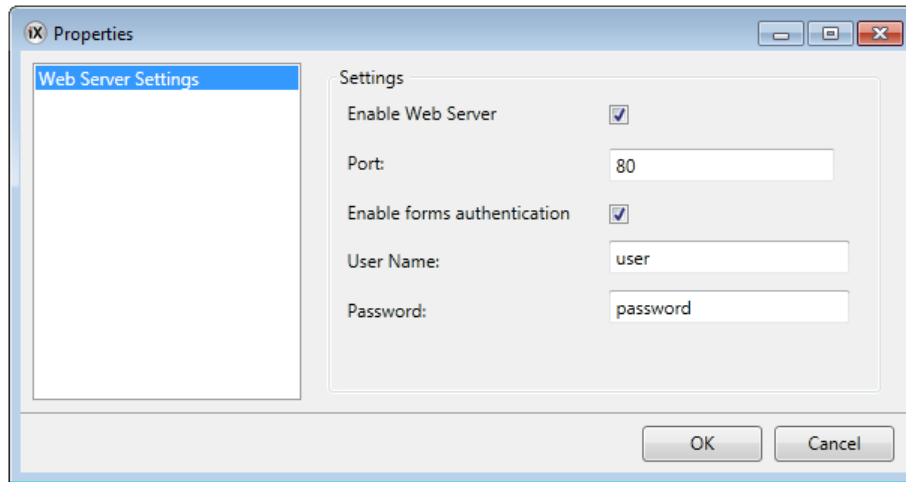 iX Properties
Web Server Settings
Settings
Enable Web Server
Port: 80
Enable forms authentication
User Name: user
Password: password
OK Cancel